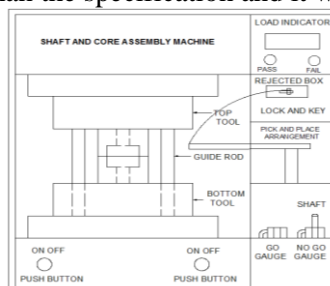 LOAD INDICATOR
SHAFT AND CORE ASSEMBLY MACHINE
PASS
FAIL
REJECTED BOX
TOP
TOOL
LOCK AND KEY
PICK AND PLACE
ARRANGEMENT
GUIDE ROD
BOTTOM
TOOL
SHAFT
GO
GAUGE
NO GO
GAUGE
ON OFF
PUSH BUTTON
ON OFF
PUSH BUTTON